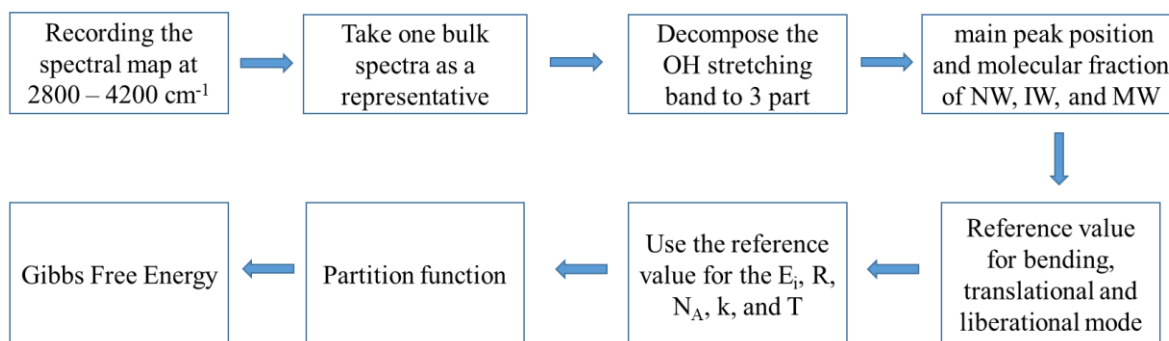 Recording the
spectral map at
2800 – 4200 cm⁻¹
Take one bulk
spectra as a
representative
Decompose the
OH stretching
band to 3 part
main peak position
and molecular fraction
of NW, IW, and MW
Reference value
for bending,
translational and
liberational mode
Use the reference
value for the Eᵢ, R,
N_A, k, and T
Partition function
Gibbs Free Energy